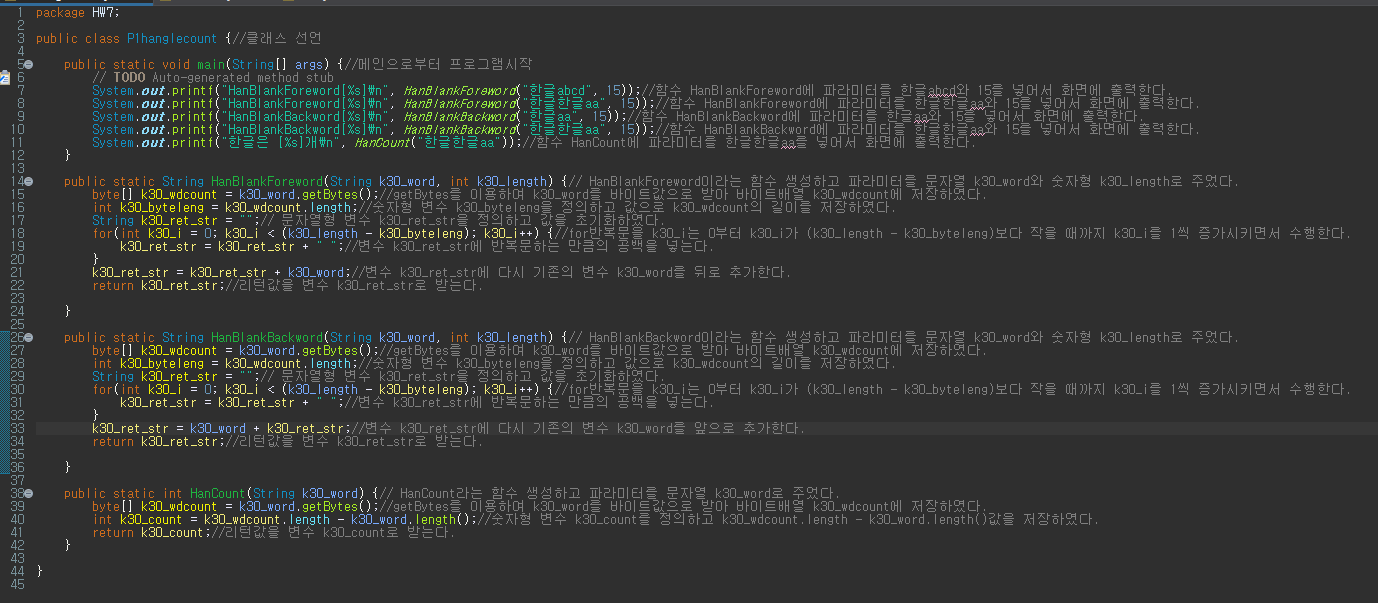 1 package HW7;
2
3 public class P1hanglecount {//클래스 선언
4
5 public static void main(String[] args) {//메인으로부터 프로그램시작
6 // TODO Auto-generated method stub
7 System.out.printf("HanBlankForeword[%s]\n", HanBlankForeword("한글abcd", 15));//함수 HanBlankForeword에 파라미터를 한글abcd와 15를 넣어서 화면에 출력한다.
8 System.out.printf("HanBlankForeword[%s]\n", HanBlankForeword("한글한글aa", 15));//함수 HanBlankForeword에 파라미터를 한글한글aa와 15를 넣어서 화면에 출력한다.
9 System.out.printf("HanBlankBackword[%s]\n", HanBlankBackword("한글aa", 15));//함수 HanBlankBackword에 파라미터를 한글aa와 15를 넣어서 화면에 출력한다.
10 System.out.printf("HanBlankBackword[%s]\n", HanBlankBackword("한글한글aa", 15));//함수 HanBlankBackword에 파라미터를 한글한글aa와 15를 넣어서 화면에 출력한다.
11 System.out.printf("한글은 [%s]개\n", HanCount("한글한글aa"));//함수 HanCount에 파라미터를 한글한글aa를 넣어서 화면에 출력한다.
12 }
13
14 public static String HanBlankForeword(String k30_word, int k30_length) {// HanBlankForeword이라는 함수 생성하고 파라미터를 문자열 k30_word와 숫자형 k30_length로 주었다.
15 byte[] k30_wdcount = k30_word.getBytes();//getBytes를 이용하여 k30_word를 바이트값으로 받아 바이트배열 k30_wdcount에 저장하였다.
16 int k30_byteleng = k30_wdcount.length;//숫자형 변수 k30_byteleng을 정의하고 값으로 k30_wdcount의 길이를 저장하였다.
17 String k30_ret_str = "";// 문자열형 변수 k30_ret_str을 정의하고 값을 초기화하였다.
18 for(int k30_i = 0; k30_i < (k30_length - k30_byteleng); k30_i++) {//for반복문을 k30_i는 0부터 k30_i가 (k30_length - k30_byteleng)보다 작을 때까지 k30_i를 1씩 증가시키면서 수행한다.
19 k30_ret_str = k30_ret_str + " ";//변수 k30_ret_str에 반복문하는 만큼의 공백을 넣는다.
20 }
21 k30_ret_str = k30_ret_str + k30_word;//변수 k30_ret_str에 다시 기존의 변수 k30_word를 뒤로 추가한다.
22 return k30_ret_str;//리턴값을 변수 k30_ret_str로 받는다.
23
24 }
25
26 public static String HanBlankBackword(String k30_word, int k30_length) {// HanBlankBackword이라는 함수 생성하고 파라미터를 문자열 k30_word와 숫자형 k30_length로 주었다.
27 byte[] k30_wdcount = k30_word.getBytes();//getBytes를 이용하여 k30_word를 바이트값으로 받아 바이트배열 k30_wdcount에 저장하였다.
28 int k30_byteleng = k30_wdcount.length;//숫자형 변수 k30_byteleng을 정의하고 값으로 k30_wdcount의 길이를 저장하였다.
29 String k30_ret_str = "";// 문자열형 변수 k30_ret_str을 정의하고 값을 초기화하였다.
30 for(int k30_i = 0; k30_i < (k30_length - k30_byteleng); k30_i++) {//for반복문을 k30_i는 0부터 k30_i가 (k30_length - k30_byteleng)보다 작을 때까지 k30_i를 1씩 증가시키면서 수행한다.
31 k30_ret_str = k30_ret_str + " ";//변수 k30_ret_str에 반복문하는 만큼의 공백을 넣는다.
32 }
33 k30_ret_str = k30_word + k30_ret_str;//변수 k30_ret_str에 다시 기존의 변수 k30_word를 앞으로 추가한다.
34 return k30_ret_str;//리턴값을 변수 k30_ret_str로 받는다.
35
36 }
37
38 public static int HanCount(String k30_word) {// HanCount라는 함수 생성하고 파라미터를 문자열 k30_word로 주었다.
39 byte[] k30_wdcount = k30_word.getBytes();//getBytes를 이용하여 k30_word를 바이트값으로 받아 바이트배열 k30_wdcount에 저장하였다.
40 int k30_count = k30_wdcount.length - k30_word.length();//숫자형 변수 k30_count를 정의하고 k30_wdcount.length - k30_word.length()값을 저장하였다.
41 return k30_count;//리턴값을 변수 k30_count로 받는다.
42 }
43
44 }
45